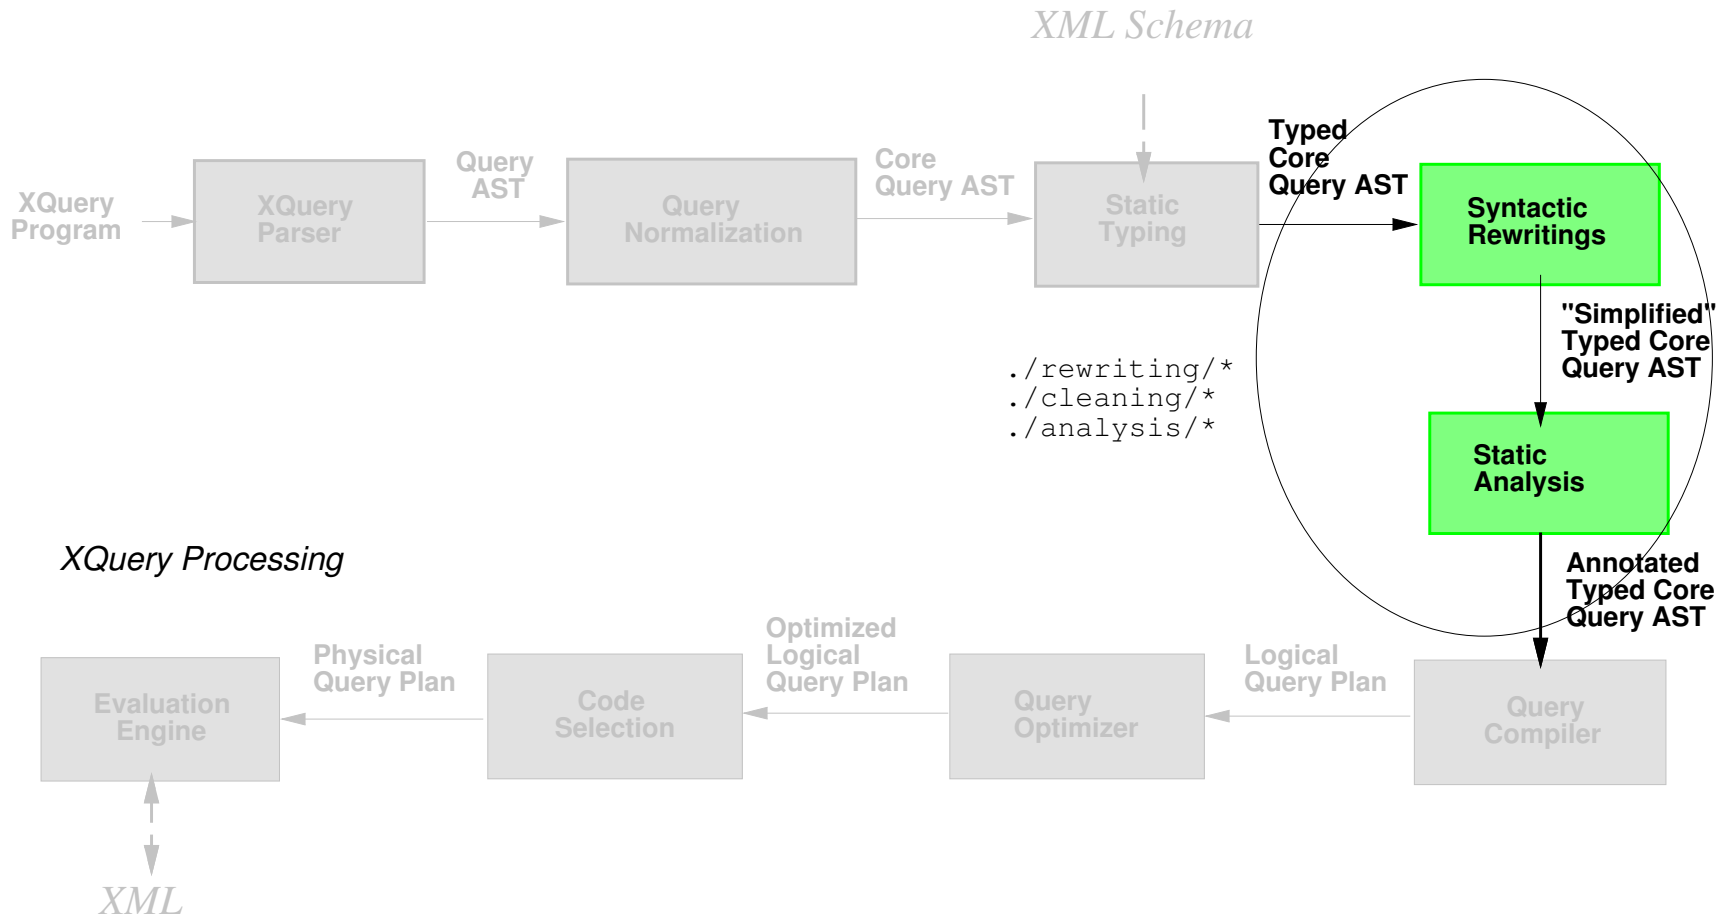 XML Schema
XQuery
Program
XQuery
Parser
Query
AST
Query
Normalization
Core
Query AST
Static
Typing
Typed
Core
Query AST
Syntactic
Rewritings
"Simplified"
Typed Core
Query AST
./rewriting/*
./cleaning/*
./analysis/*
Static
Analysis
XQuery Processing
Annotated
Typed Core
Query AST
Evaluation
Engine
Physical
Query Plan
Code
Selection
Optimized
Logical
Query Plan
Query
Optimizer
Logical
Query Plan
Query
Compiler
XML